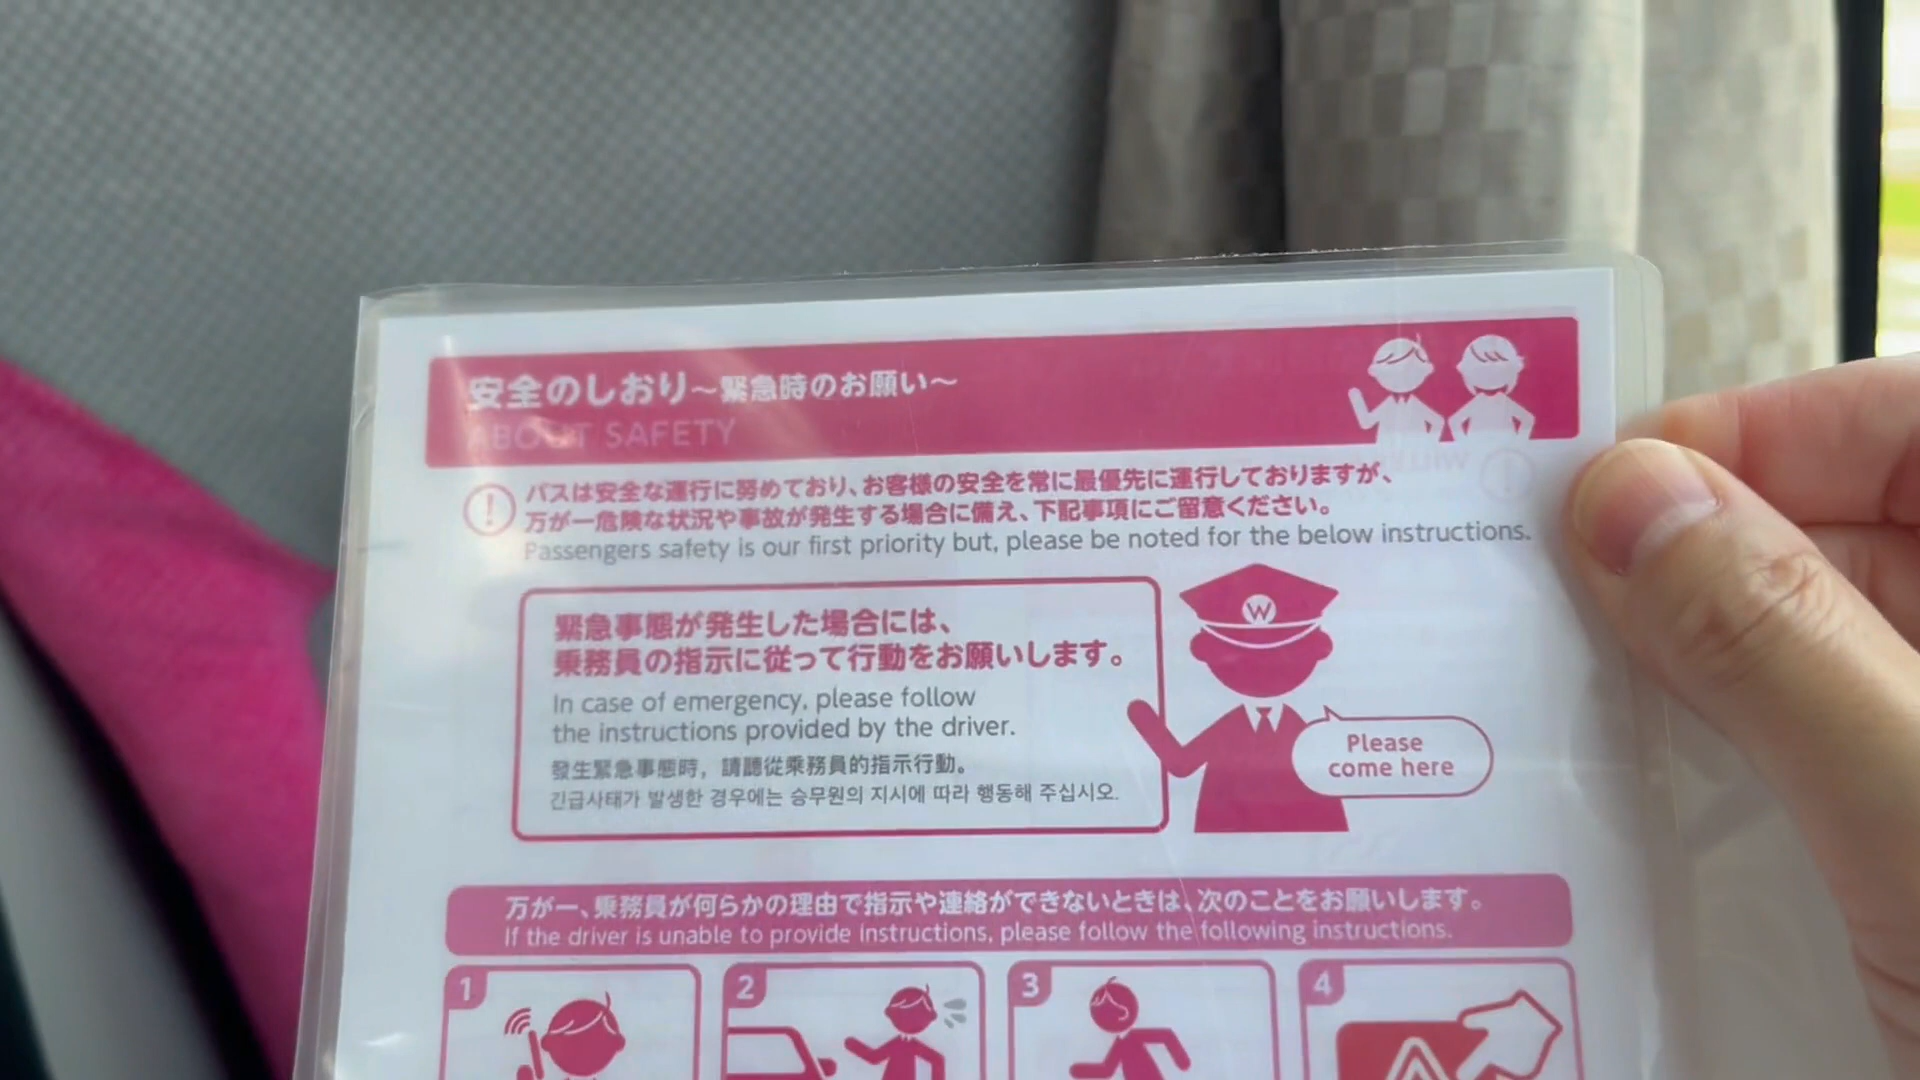 安全のしおり～緊急時のお願い～
ABOUT SAFETY
バスは安全な運行に努めており、お客様の安全を常に最優先に運行しておりますが、
万が一危険な状況や事故が発生する場合に備え、下記事項にご留意ください。
Passengers safety is our first priority but, please be noted for the below instructions.
緊急事態が発生した場合には、
乗務員の指示に従って行動をお願いします。
In case of emergency, please follow
the instructions provided by the driver.
發生緊急事態時，請聽從乘務員的指示行動。
긴급사태가 발생한 경우에는 승무원의 지시에 따라 행동해 주십시오.
W
Please
come here
万が一、乗務員が何らかの理由で指示や連絡ができないときは、次のことをお願いします。
If the driver is unable to provide instructions, please follow the following instructions.
1
2
3
4